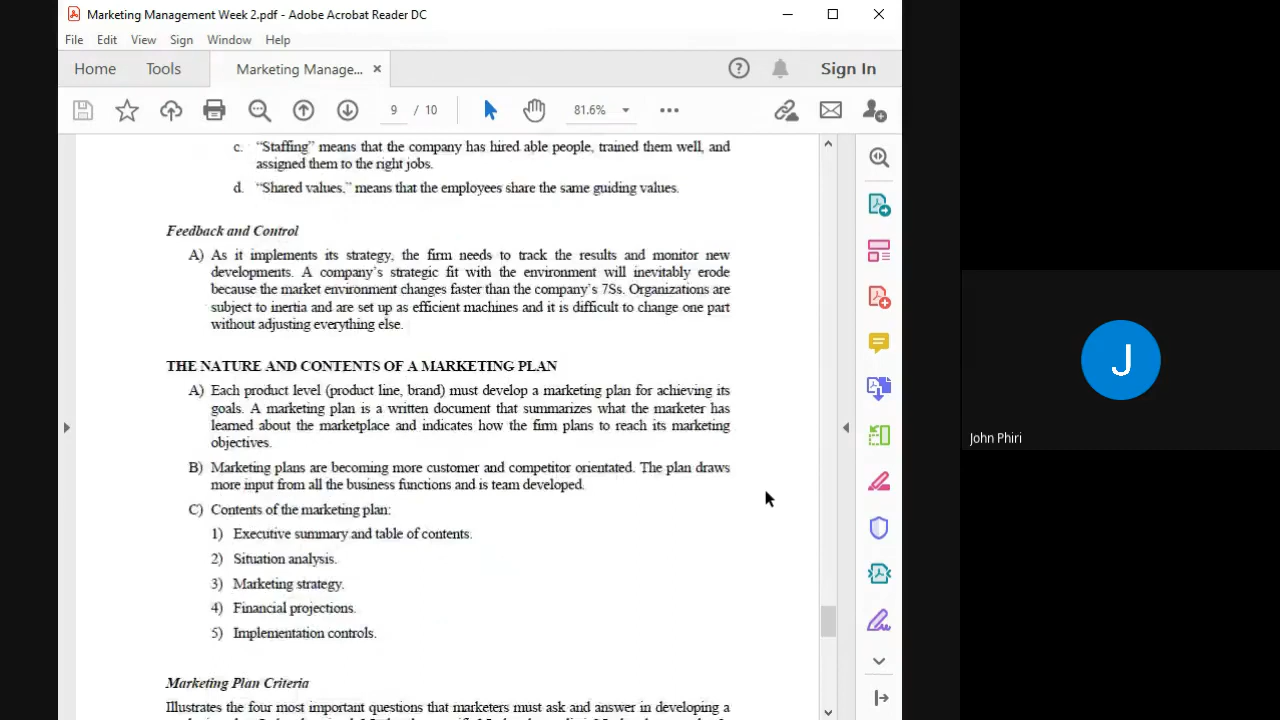 Marketing Management Week 2.pdf - Adobe Acrobat Reader DC
File Edit View Sign Window Help
Home Tools Marketing Manage... × Sign In
9 / 10 81.6%
c. “Staffing” means that the company has hired able people, trained them well, and
assigned them to the right jobs.
d. “Shared values,” means that the employees share the same guiding values.
Feedback and Control
A) As it implements its strategy, the firm needs to track the results and monitor new
developments. A company’s strategic fit with the environment will inevitably erode
because the market environment changes faster than the company’s 7Ss. Organizations are
subject to inertia and are set up as efficient machines and it is difficult to change one part
without adjusting everything else.
THE NATURE AND CONTENTS OF A MARKETING PLAN
A) Each product level (product line, brand) must develop a marketing plan for achieving its
goals. A marketing plan is a written document that summarizes what the marketer has
learned about the marketplace and indicates how the firm plans to reach its marketing
objectives.
B) Marketing plans are becoming more customer and competitor orientated. The plan draws
more input from all the business functions and is team developed.
C) Contents of the marketing plan:
1) Executive summary and table of contents.
2) Situation analysis.
3) Marketing strategy.
4) Financial projections.
5) Implementation controls.
Marketing Plan Criteria
Illustrates the four most important questions that marketers must ask and answer in developing a
J
John Phiri